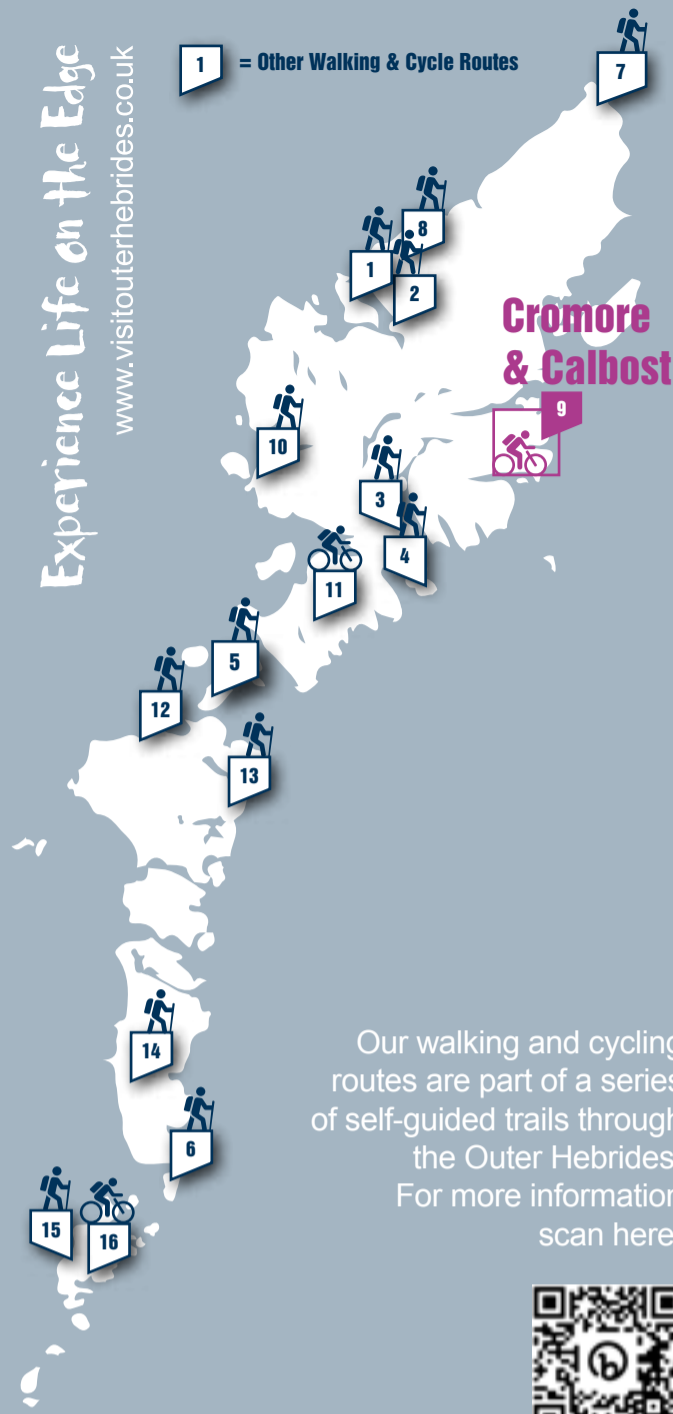 Experience Life on the Edge
www.visitouterhebrides.co.uk
1 = Other Walking & Cycle Routes
7
8
1
2
Cromore
& Calbost
9
10
3
4
11
5
12
13
14
6
15
16
Our walking and cycling
routes are part of a series
of self-guided trails through
the Outer Hebrides
For more information
scan here